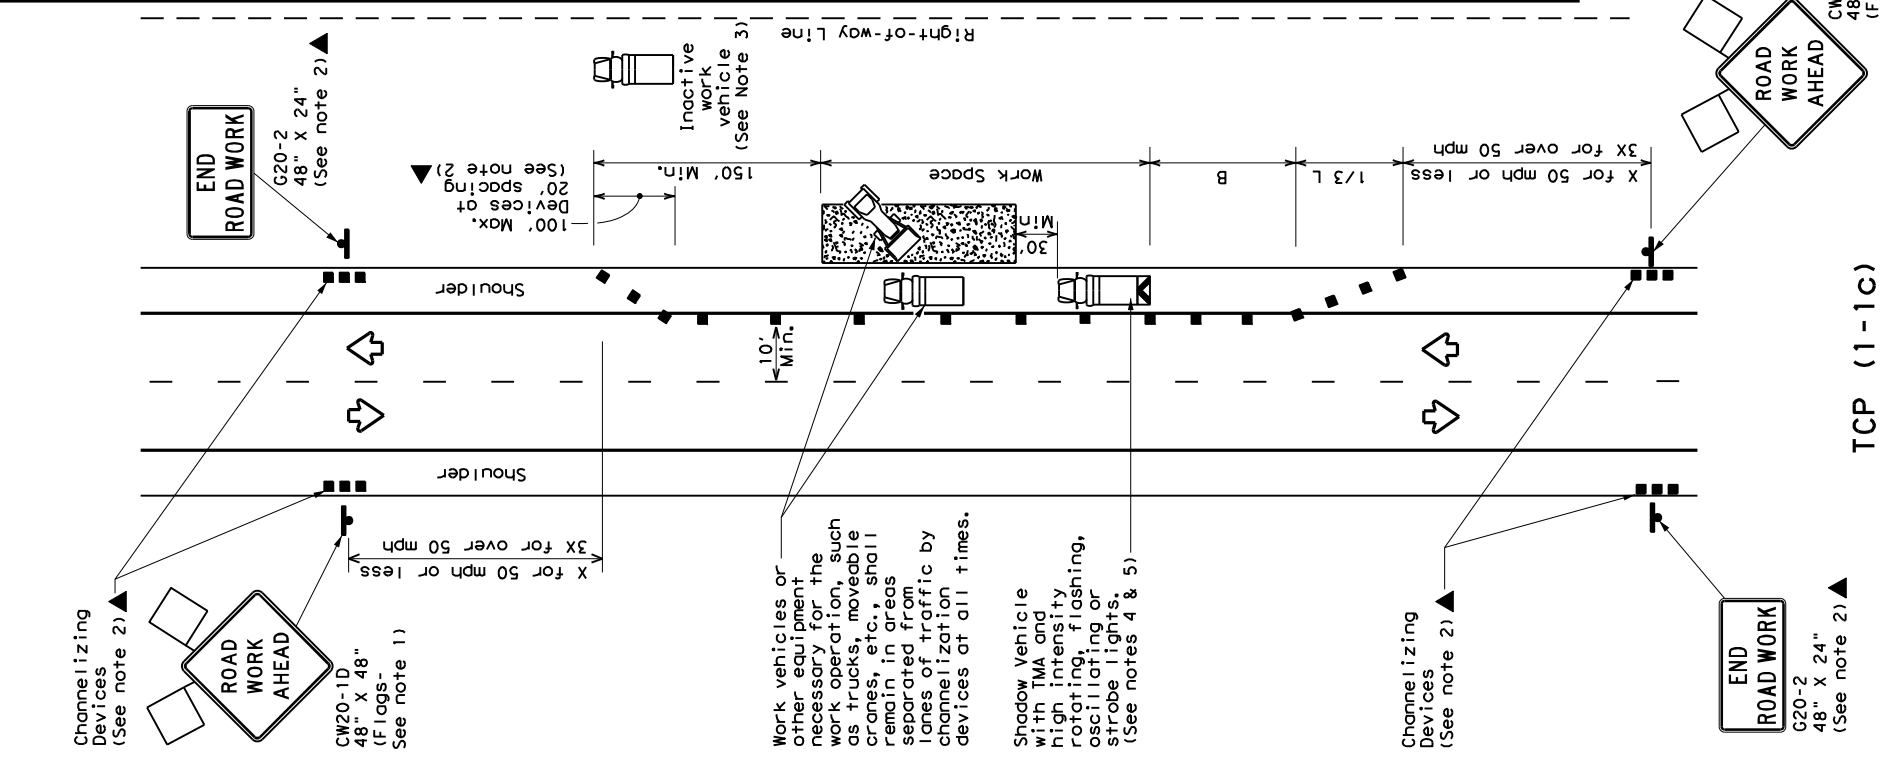 Right-of-way Line
END
ROAD WORK
G20-2
48" X 24"
(See note 2)
Inactive
work
vehicle
(See Note 3)
100' Max.
Devices at
20' spacing
(See note 2)
150' Min.
Work Space
B
1/3 L
X for 50 mph or less
3X for over 50 mph
30'
Min
ROAD
WORK
AHEAD
CW
48
(F
Shoulder
10'
Min.
Shoulder
X for 50 mph or less
3X for over 50 mph
Channelizing
Devices
(See note 2)
ROAD
WORK
AHEAD
CW20-1D
48" X 48"
(Flags-
See note 1)
Work vehicles or
other equipment
necessary for the
work operation, such
as trucks, moveable
cranes, etc., shall
remain in areas
separated from
lanes of traffic by
channelization
devices at all times.
Shadow Vehicle
with TMA and
high intensity
rotating, flashing,
oscillating or
strobe lights.
(See notes 4 & 5)
Channelizing
Devices
(See note 2)
END
ROAD WORK
G20-2
48" X 24"
(See note 2)
TCP (1-1c)